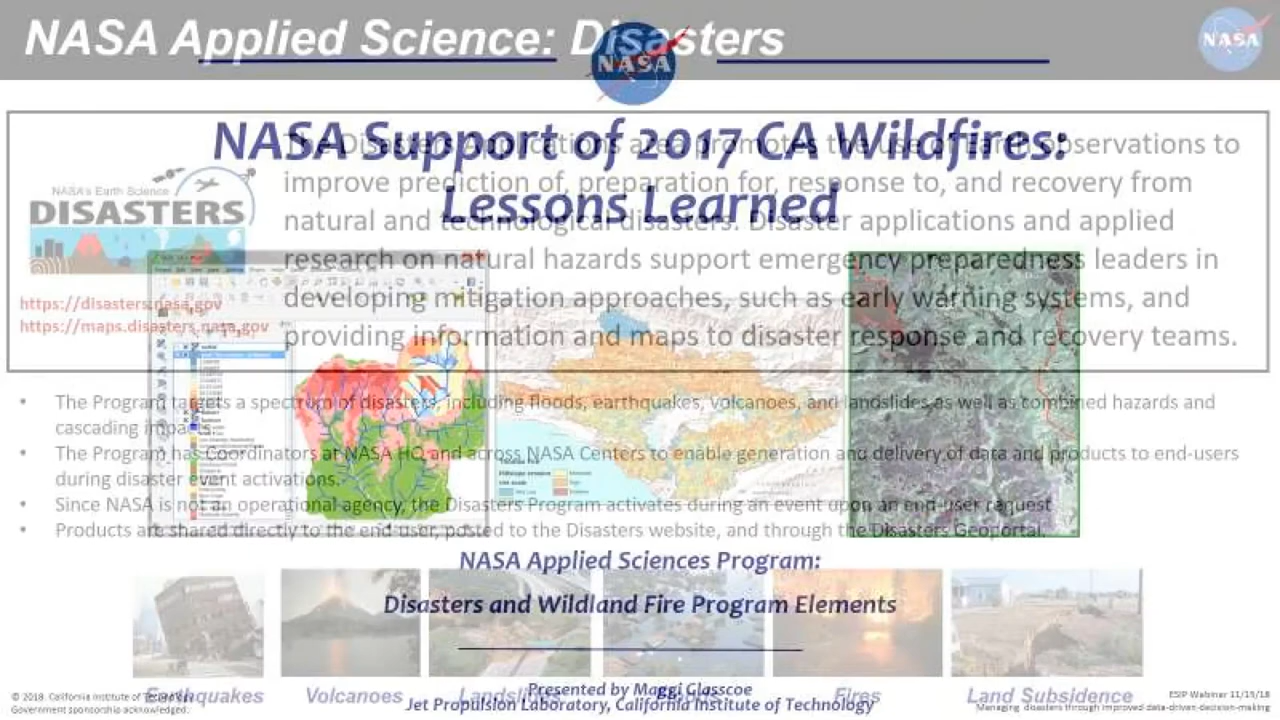 NASA Applied Science: Disasters
NASA
NASA
NASA Support of 2017 CA Wildfires:
Lessons Learned
The Disasters Applications area promotes the use of Earth observations to
improve prediction of, preparation for, response to, and recovery from
natural and technological disasters. Disaster applications and applied
research on natural hazards support emergency preparedness leaders in
developing mitigation approaches, such as early warning systems, and
providing information and maps to disaster response and recovery teams.
NASA's Earth Science
DISASTERS
https://disasters.nasa.gov
https://maps.disasters.nasa.gov
• The Program targets a spectrum of disasters, including floods, earthquakes, volcanoes, and landslides as well as combined hazards and
cascading impacts.
• The Program has Coordinators at NASA HQ and across NASA Centers to enable generation and delivery of data and products to end-users
during disaster event activations.
• Since NASA is not an operational agency, the Disasters Program activates during an event upon an end-user request
• Products are shared directly to the end user, posted to the Disasters website, and through the Disasters Geoportal.
NASA Applied Sciences Program:
Disasters and Wildland Fire Program Elements
Earthquakes
Volcanoes
Landslides
Fires
Land Subsidence
Presented by Maggi Glasscoe
Jet Propulsion Laboratory, California Institute of Technology
© 2018. California Institute of Technology.
Government sponsorship acknowledged.
ESIP Webinar 11/15/18
Managing disasters through improved data-driven-decision-making